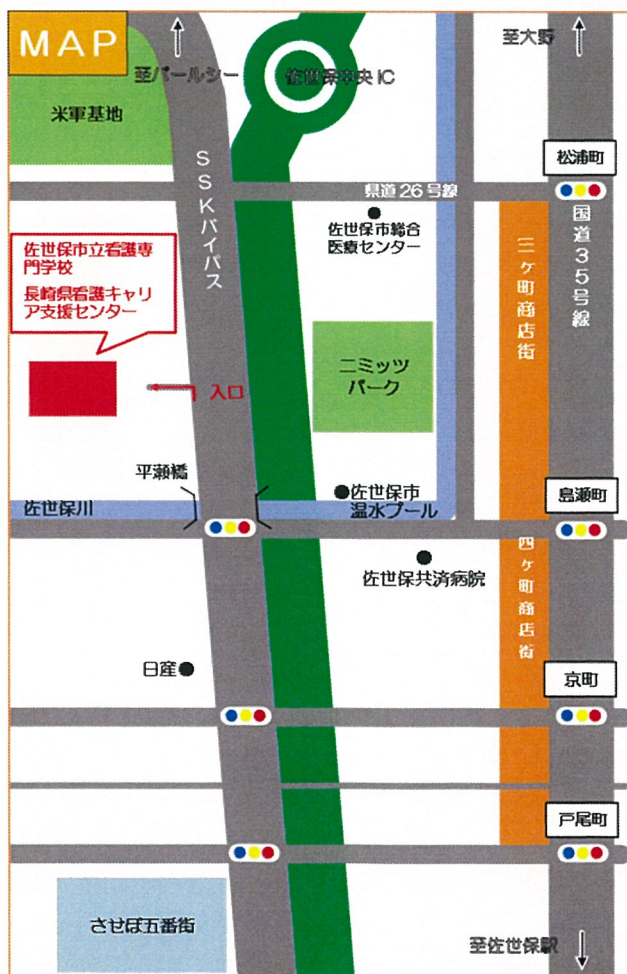 MAP
至パールシー
佐世保中央IC
至大野
米軍基地
松浦町
県道26号線
SSKバイパス
佐世保市総合
医療センター
三ヶ町商店街
国道35号線
佐世保市立看護専
門学校
長崎県看護キャリ
ア支援センター
ニミッツ
パーク
入口
平瀬橋
佐世保川
佐世保市
温水プール
島瀬町
佐世保共済病院
四ヶ町商店街
日産
京町
戸尾町
させぼ五番街
至佐世保駅